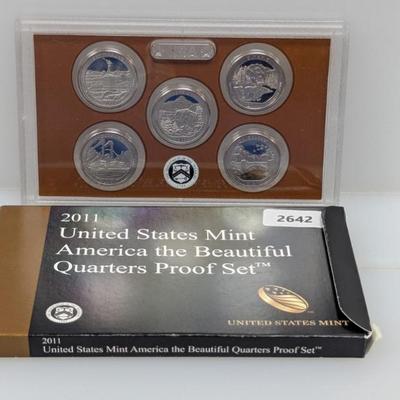 2011
United States Mint
America the Beautiful
Quarters Proof Set™
2642
UNITED STATES MINT
2011
United States Mint America the Beautiful Quarters Proof Set™